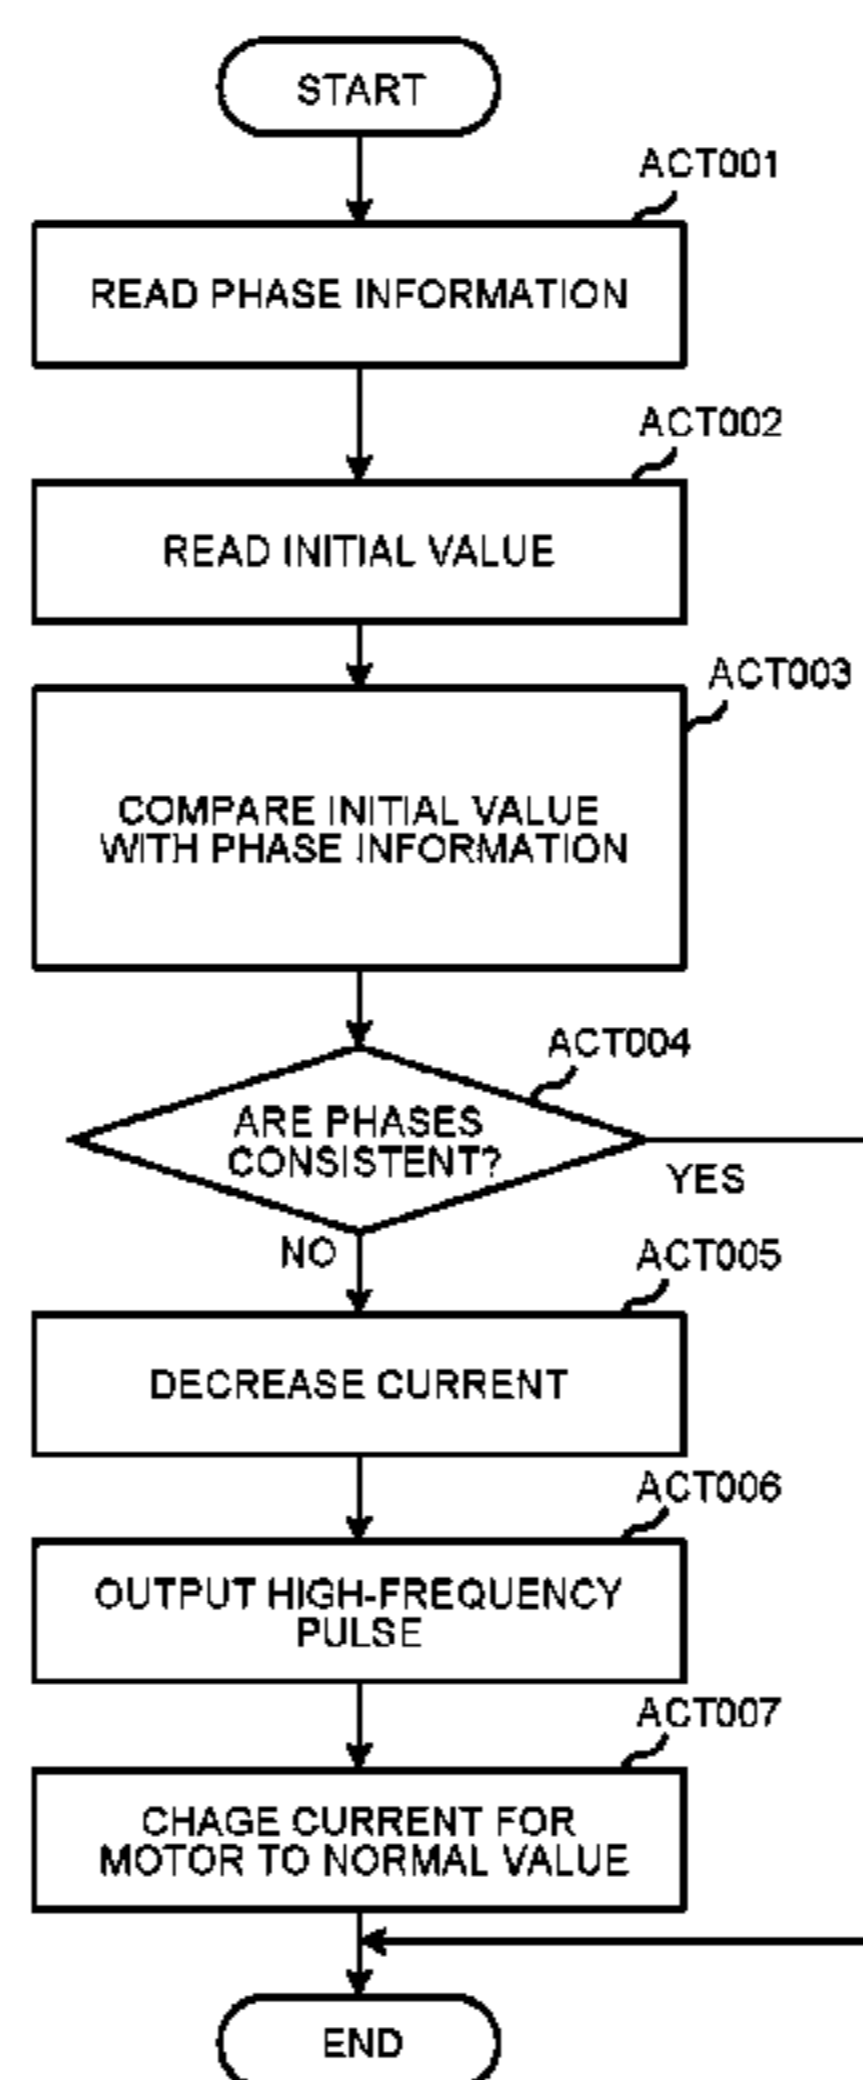 START
ACT001
READ PHASE INFORMATION
ACT002
READ INITIAL VALUE
ACT003
COMPARE INITIAL VALUE
WITH PHASE INFORMATION
ACT004
ARE PHASES
CONSISTENT?
YES
NO
ACT005
DECREASE CURRENT
ACT006
OUTPUT HIGH-FREQUENCY
PULSE
ACT007
CHAGE CURRENT FOR
MOTOR TO NORMAL VALUE
END